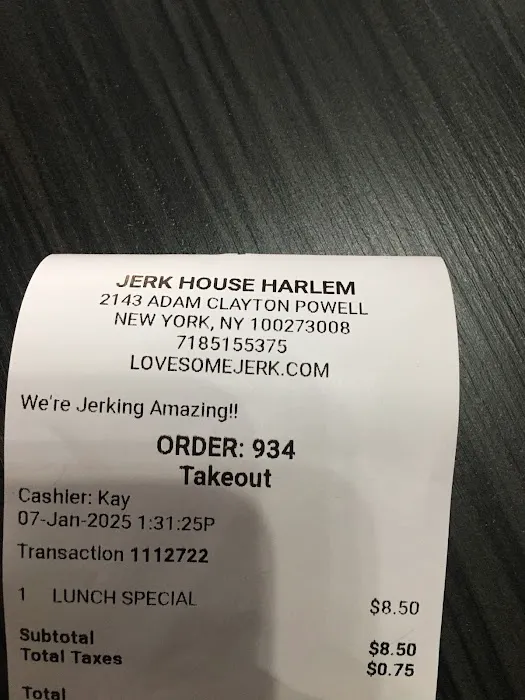 JERK HOUSE HARLEM
2143 ADAM CLAYTON POWELL
NEW YORK, NY 100273008
7185155375
LOVESOMEJERK.COM
We're Jerking Amazing!!
ORDER: 934
Takeout
Cashier: Kay
07-Jan-2025 1:31:25P
Transaction 1112722
1 LUNCH SPECIAL $8.50
Subtotal $8.50
Total Taxes $0.75
Total